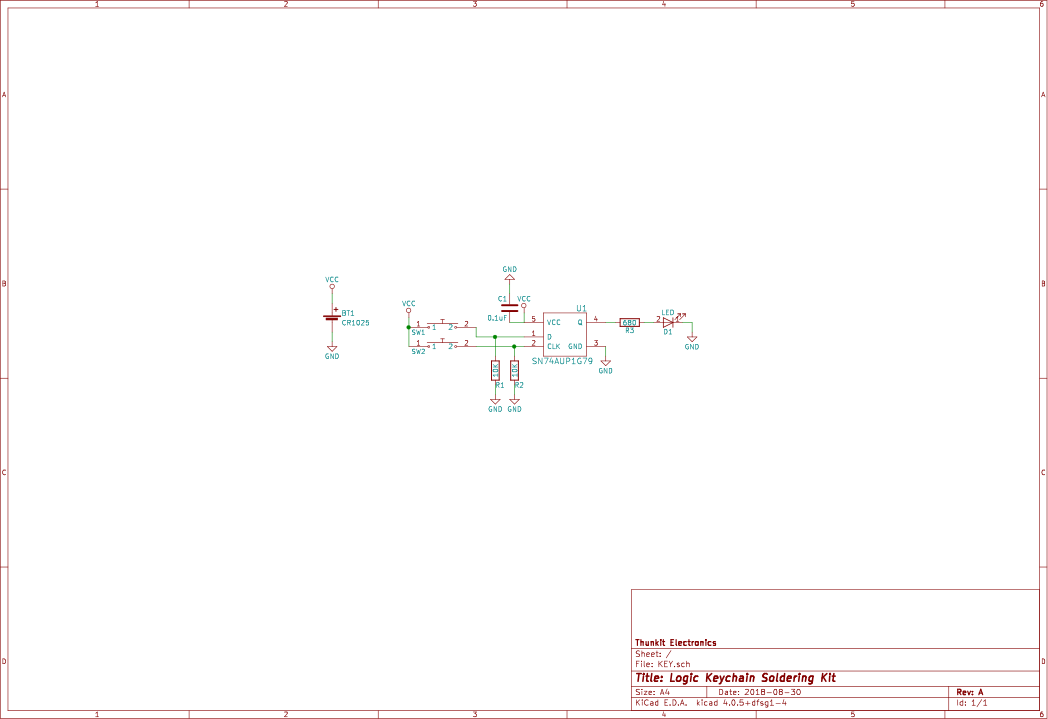 1 2 3 4 5 6
A A
B B
C C
D D
1 2 3 4 5 6
VCC
+
BT1
CR1025
GND
VCC
1 1 2 2
SW1
1 1 2 2
SW2
GND
C1
0.1uF
VCC
U1
5 VCC Q 4
1 D
2 CLK GND 3
SN74AUP1G79
10K
R1
GND
10K
R2
GND
GND
680
R3
LED
2
D1
GND
Thunkit Electronics
Sheet: /
File: KEY.sch
Title: Logic Keychain Soldering Kit
Size: A4 Date: 2018-08-30 Rev: A
KiCad E.D.A. kicad 4.0.5+dfsg1-4 Id: 1/1